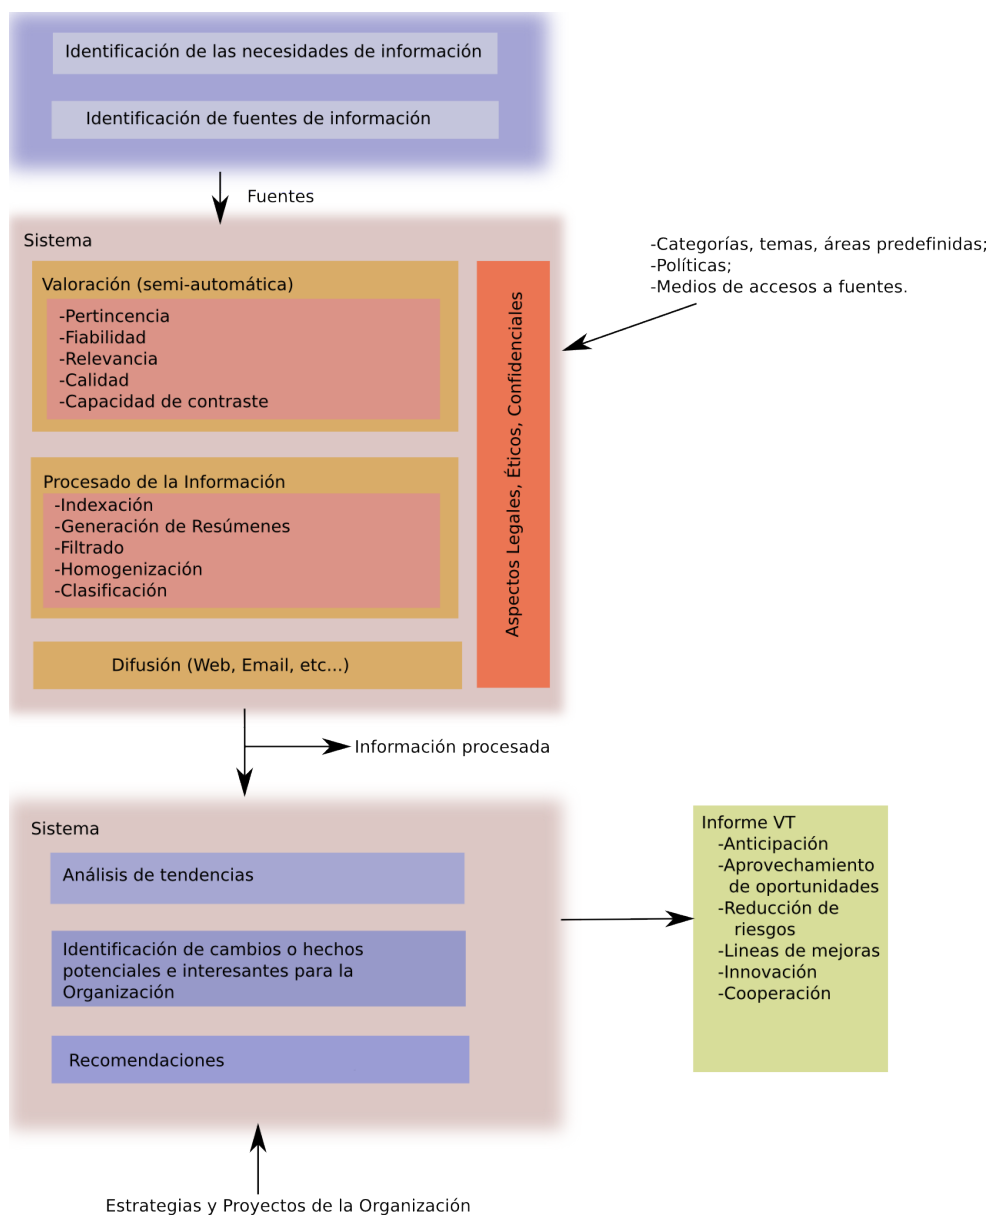 Identificación de las necesidades de información
Identificación de fuentes de información
Fuentes
Sistema
Valoración (semi-automática)
-Pertincencia
-Fiabilidad
-Relevancia
-Calidad
-Capacidad de contraste
Procesado de la Información
-Indexación
-Generación de Resúmenes
-Filtrado
-Homogenización
-Clasificación
Difusión (Web, Email, etc...)
Aspectos Legales, Éticos, Confidenciales
-Categorías, temas, áreas predefinidas;
-Políticas;
-Medios de accesos a fuentes.
Información procesada
Sistema
Análisis de tendencias
Identificación de cambios o hechos
potenciales e interesantes para la
Organización
Recomendaciones
Informe VT
-Anticipación
-Aprovechamiento
de oportunidades
-Reducción de
riesgos
-Lineas de mejoras
-Innovación
-Cooperación
Estrategias y Proyectos de la Organización